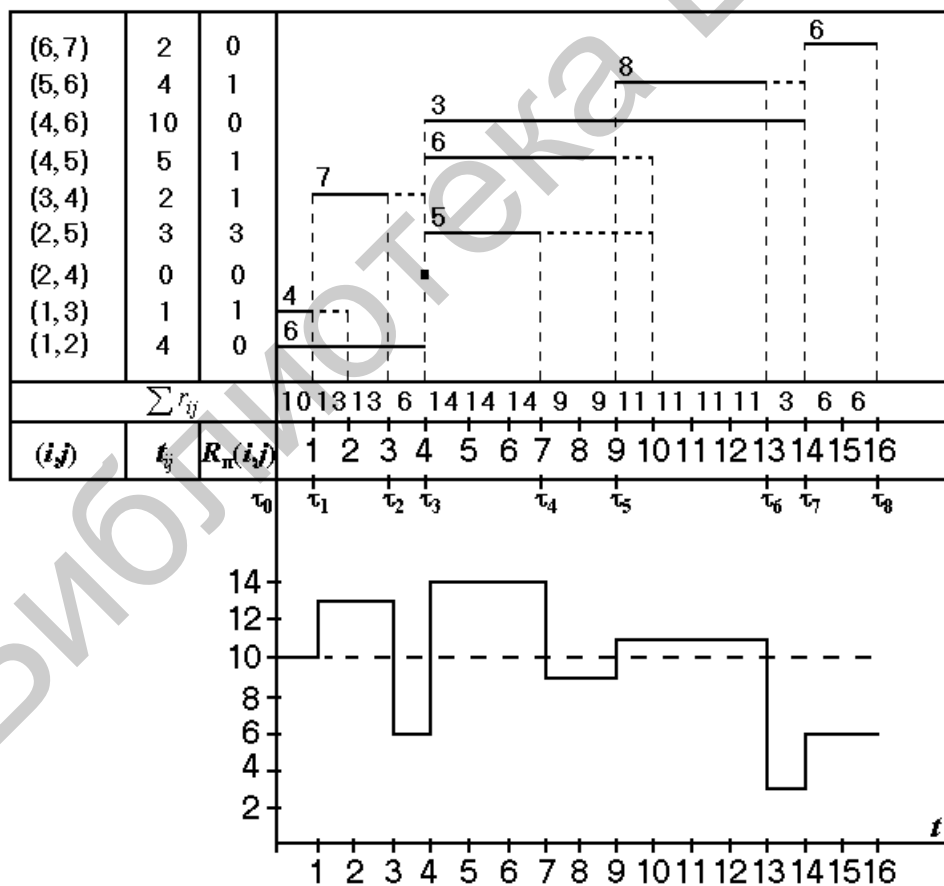 (6,7) 2 0 6
(5,6) 4 1 8
(4,6) 10 0 3
(4,5) 5 1 6
(3,4) 2 1 7
(2,5) 3 3 5
(2,4) 0 0
(1,3) 1 1 4
(1,2) 4 0 6
∑ r_ij 10 13 13 6 14 14 14 9 9 11 11 11 11 3 6 6
(i,j) t_ij R_п(i,j) 1 2 3 4 5 6 7 8 9 10 11 12 13 14 15 16
τ₀ τ₁ τ₂ τ₃ τ₄ τ₅ τ₆ τ₇ τ₈
14
12
10
8
6
4
2
t
1 2 3 4 5 6 7 8 9 10 11 12 13 14 15 16
Библиотека Б